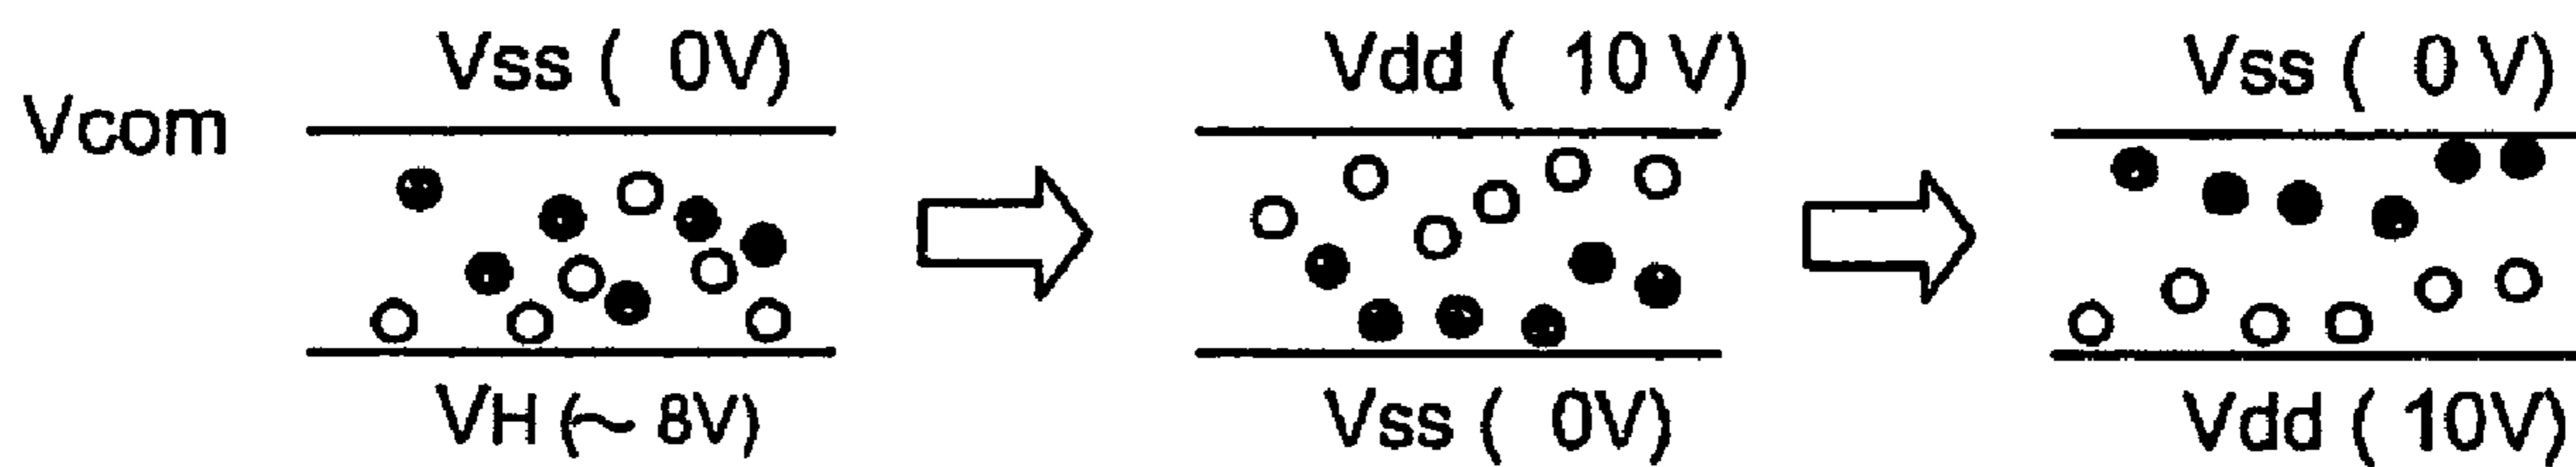 Vss ( 0V) Vdd ( 10 V) Vss ( 0 V)
Vcom
VH (~ 8V) Vss ( 0V) Vdd ( 10V)